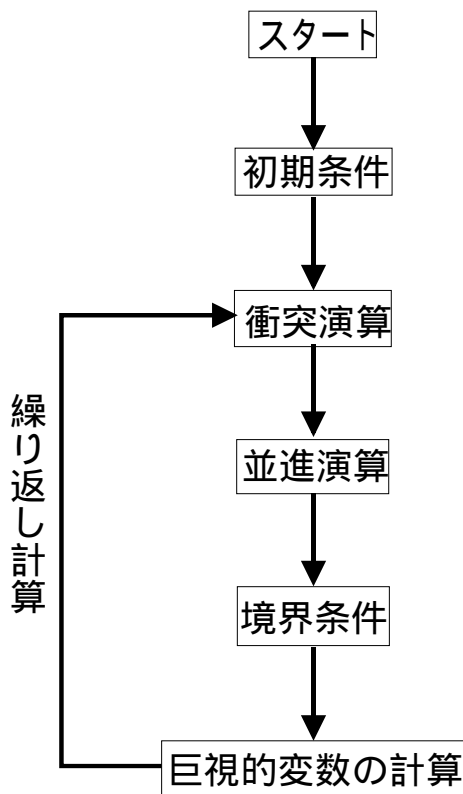 スタート
初期条件
衝突演算
並進演算
境界条件
巨視的変数の計算
繰り返し計算